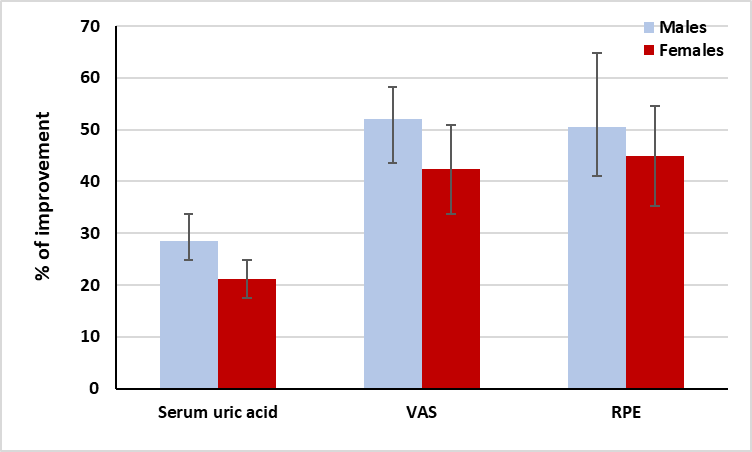 % of improvement
70
60
50
40
30
20
10
0
Males
Females
Serum uric acid
VAS
RPE